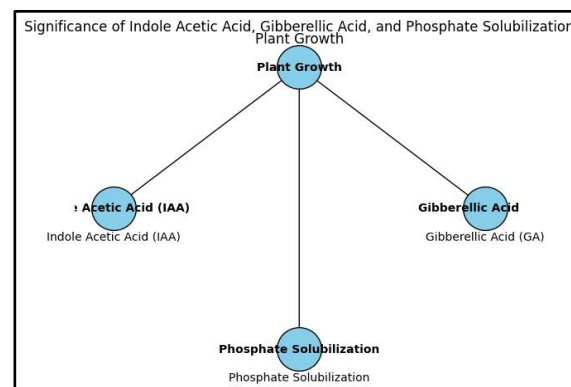 Significance of Indole Acetic Acid, Gibberellic Acid, and Phosphate Solubilization
Plant Growth
Plant Growth
e Acetic Acid (IAA)
Indole Acetic Acid (IAA)
Gibberellic Acid
Gibberellic Acid (GA)
Phosphate Solubilization
Phosphate Solubilization